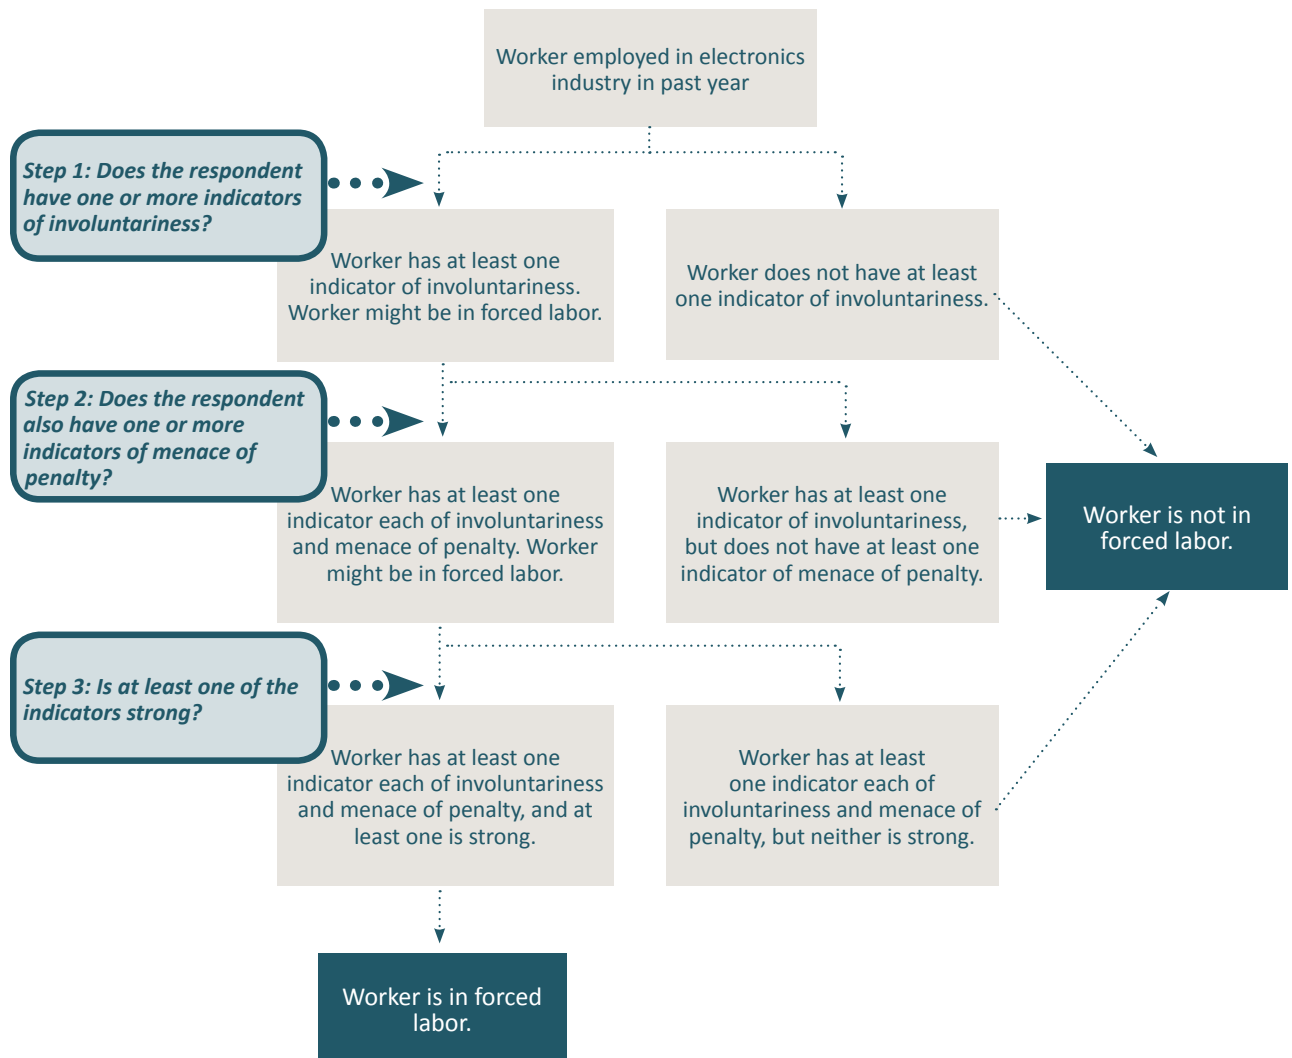 Worker employed in electronics
industry in past year
Step 1: Does the respondent
have one or more indicators
of involuntariness?
Worker has at least one
indicator of involuntariness.
Worker might be in forced labor.
Worker does not have at least
one indicator of involuntariness.
Step 2: Does the respondent
also have one or more
indicators of menace of
penalty?
Worker has at least one
indicator each of involuntariness
and menace of penalty. Worker
might be in forced labor.
Worker has at least one
indicator of involuntariness,
but does not have at least one
indicator of menace of penalty.
Worker is not in
forced labor.
Step 3: Is at least one of the
indicators strong?
Worker has at least one
indicator each of involuntariness
and menace of penalty, and at
least one is strong.
Worker has at least
one indicator each of
involuntariness and menace of
penalty, but neither is strong.
Worker is in forced
labor.